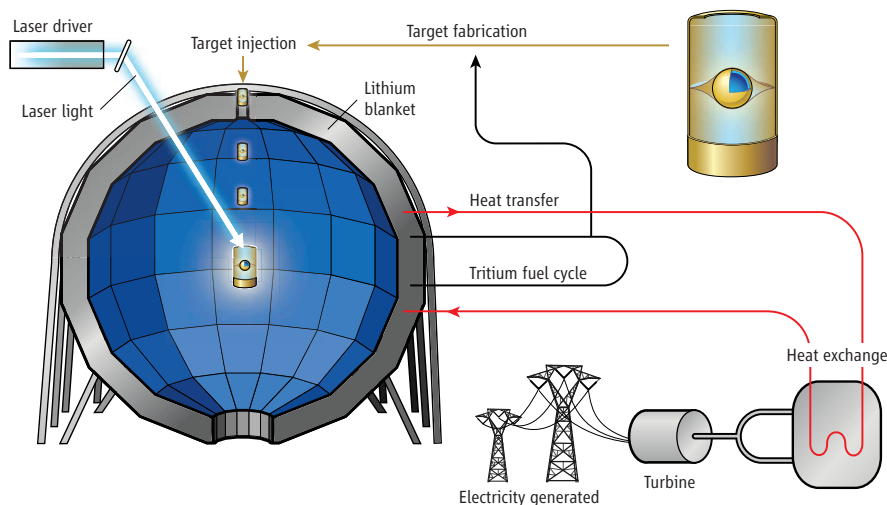 Laser driver
Target injection
Target fabrication
Laser light
Lithium
blanket
Heat transfer
Tritium fuel cycle
Heat exchange
Turbine
Electricity generated